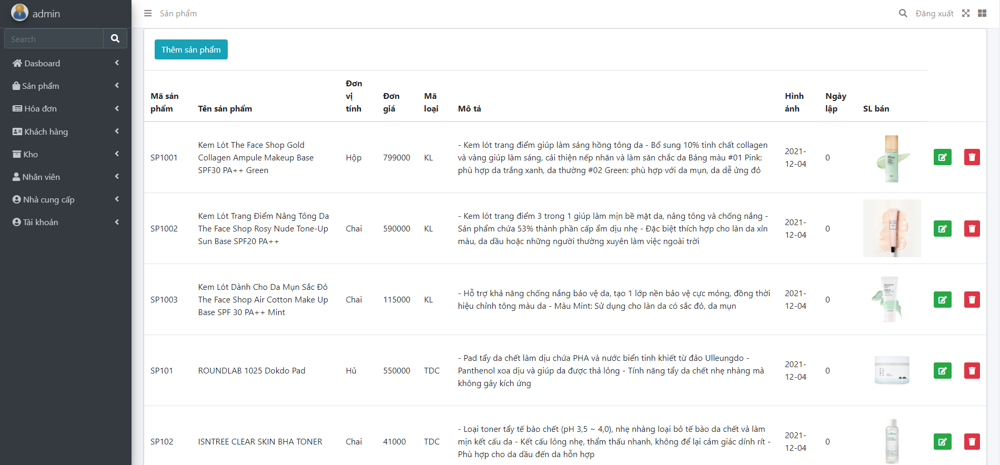 admin
Sản phẩm
Đăng xuất
Search
Dasboard
Sản phẩm
Hóa đơn
Khách hàng
Kho
Nhân viên
Nhà cung cấp
Tài khoản
Thêm sản phẩm
Mã sản
phẩm
Tên sản phẩm
Đơn
vị
tính
Đơn
giá
Mã
loại
Mô tả
Hình
ảnh
Ngày
lập
SL bán
SP1001
Kem Lót The Face Shop Gold
Collagen Ampule Makeup Base
SPF30 PA++ Green
Hộp
799000
KL
- Kem lót trang điểm giúp làm sáng hồng tông da - Bổ sung 10% tinh chất collagen
và vàng giúp làm sáng, cải thiện nếp nhăn và làm săn chắc da Bảng màu #01 Pink:
phù hợp da trắng xanh, da thường #02 Green: phù hợp với da mụn, da dễ ứng đỏ
2021-
12-04
0
SP1002
Kem Lót Trang Điểm Nâng Tông Da
The Face Shop Rosy Nude Tone-Up
Sun Base SPF20 PA++
Chai
590000
KL
- Kem lót trang điểm 3 trong 1 giúp làm mịn bề mặt da, nâng tông và chống nắng -
Sản phẩm chứa 53% thành phần cấp ẩm dịu nhẹ - Đặc biệt thích hợp cho làn da xỉn
màu, da dầu hoặc những người thường xuyên làm việc ngoài trời
2021-
12-04
0
SP1003
Kem Lót Dành Cho Da Mụn Sắc Đỏ
The Face Shop Air Cotton Make Up
Base SPF 30 PA++ Mint
Chai
115000
KL
- Hỗ trợ khả năng chống nắng bảo vệ da, tạo 1 lớp nền bảo vệ cực mỏng, đồng thời
hiệu chỉnh tông màu da - Màu Mint: Sử dụng cho làn da có sắc đỏ, da mụn
2021-
12-04
0
SP101
ROUNDLAB 1025 Dokdo Pad
Hủ
550000
TDC
- Pad tẩy da chết làm dịu chứa PHA và nước biển tinh khiết từ đảo Ulleungdo -
Panthenol xoa dịu và giúp da được thả lỏng - Tính năng tẩy da chết nhẹ nhàng mà
không gây kích ứng
2021-
12-04
0
SP102
ISNTREE CLEAR SKIN BHA TONER
Chai
41000
TDC
- Loại toner tẩy tế bào chết (pH 3,5 ~ 4,0), nhẹ nhàng loại bỏ tế bào da chết và làm
mịn kết cấu da - Kết cấu lỏng nhẹ, thẩm thấu nhanh, không để lại cảm giác dính rít -
Phù hợp cho da dầu đến da hỗn hợp
2021-
12-04
0